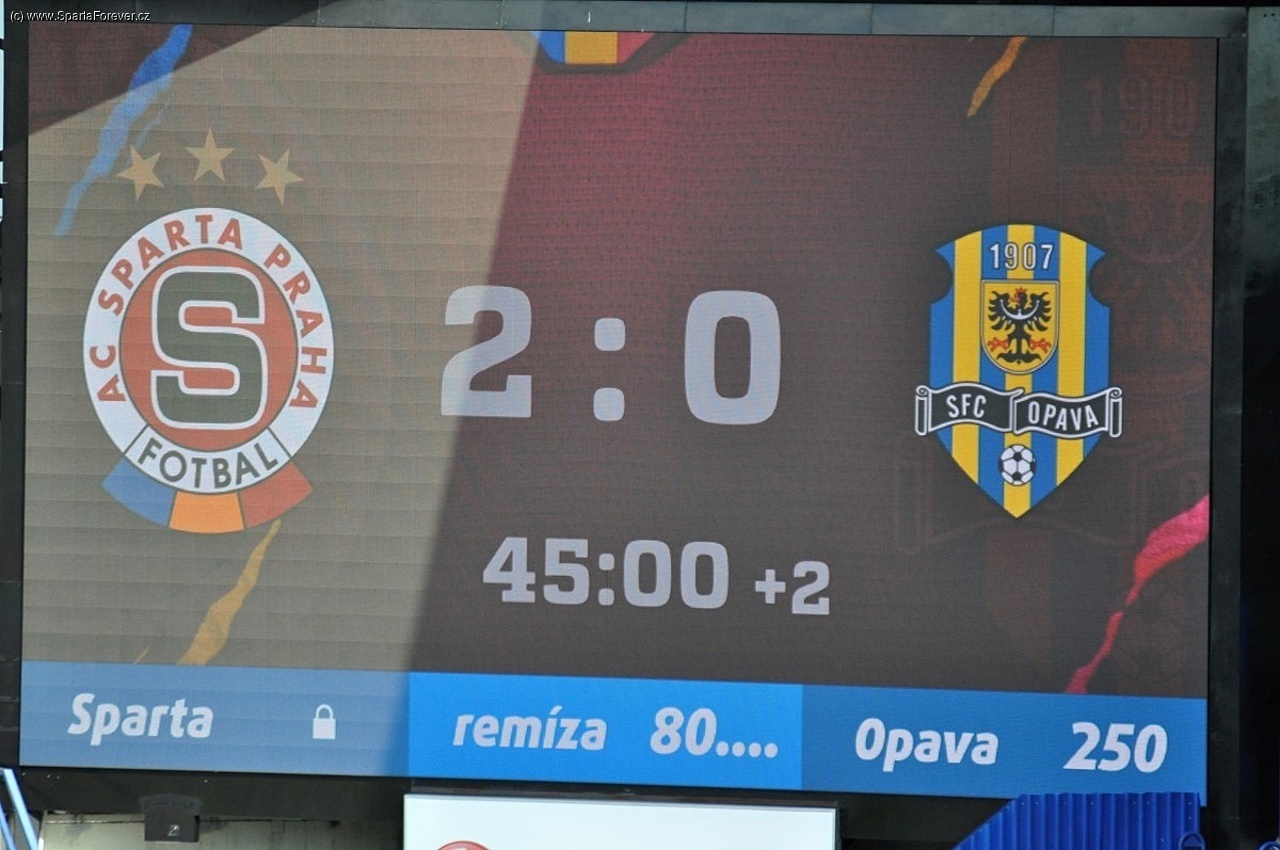 (c) www.SpartaForever.cz
190
AC SPARTA PRAHA
S
FOTBAL
2:0
1907
SFC OPAVA
45:00 +2
Sparta
remíza 80....
Opava 250